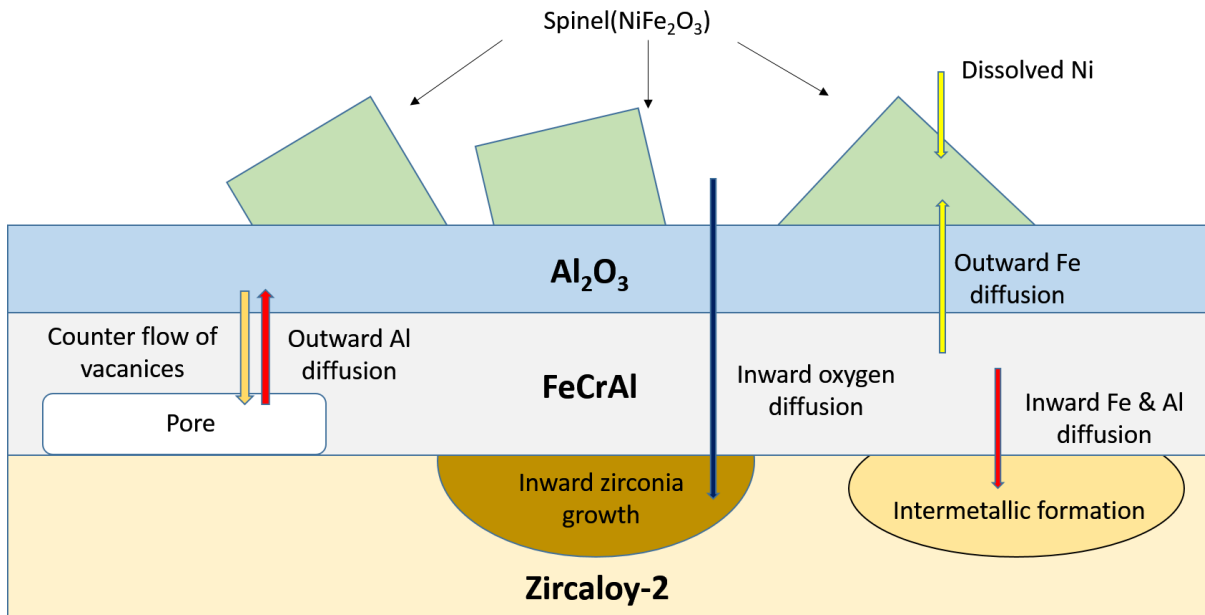 Spinel(NiFe₂O₃)
Dissolved Ni
Al₂O₃
Outward Fe
diffusion
Counter flow of
vacanices
Outward Al
diffusion
FeCrAl
Inward oxygen
diffusion
Inward Fe & Al
diffusion
Pore
Inward zirconia
growth
Intermetallic formation
Zircaloy-2